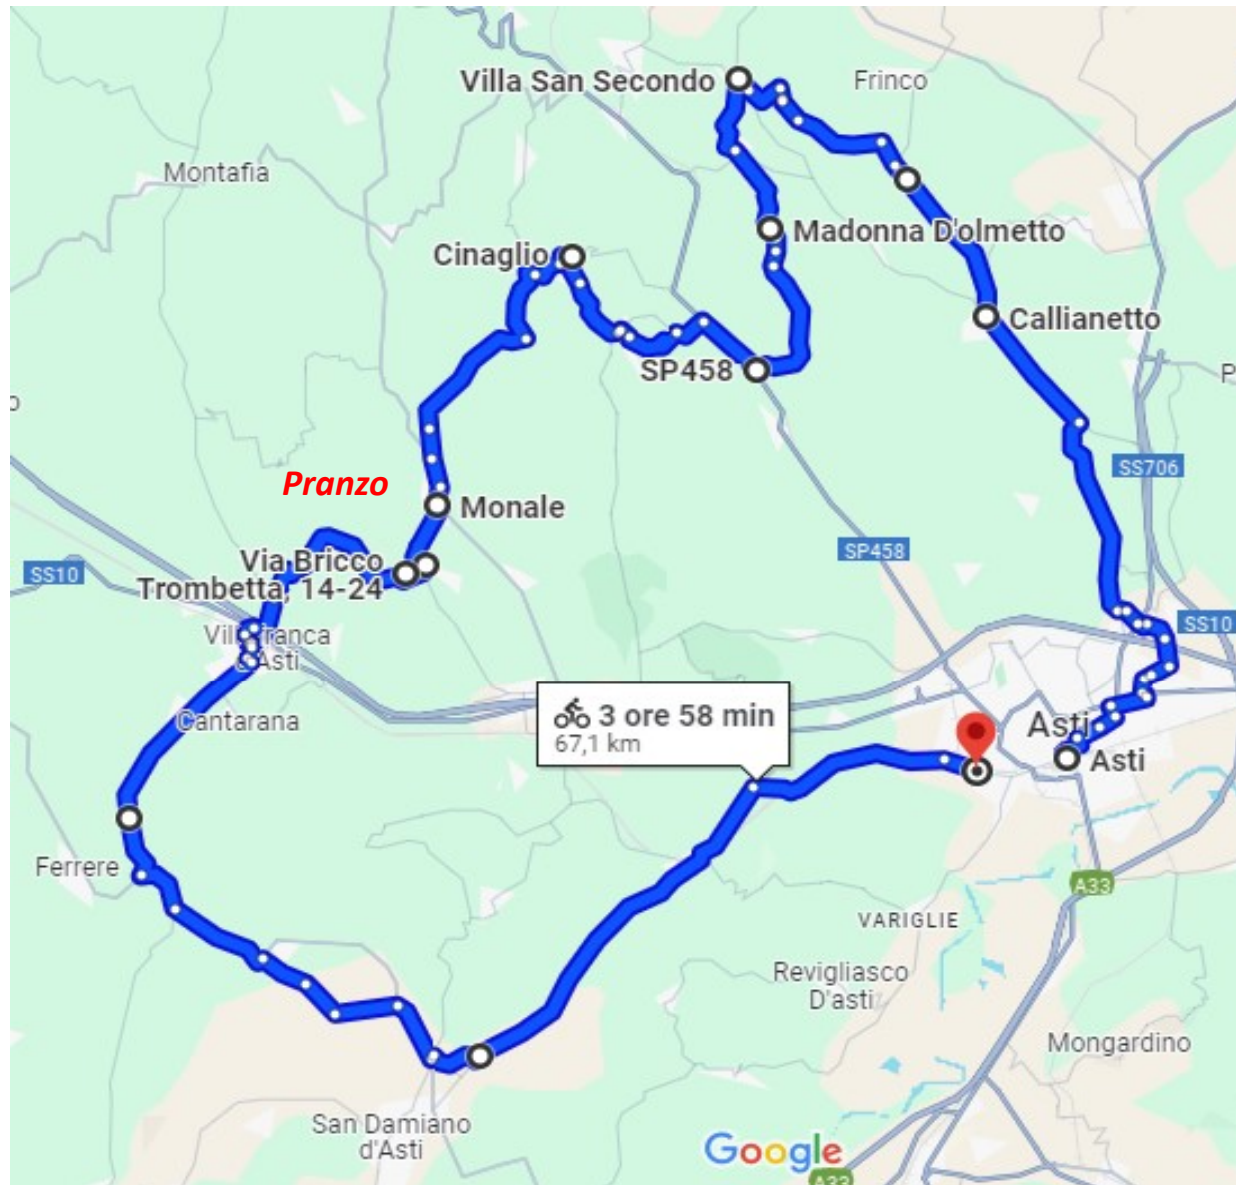 Villa San Secondo
Frinco
Montafia
Madonna D'olmetto
Cinaglio
Callianetto
SP458
P
SS706
Pranzo
Monale
SP458
Via Bricco
Trombetta, 14-24
SS10
SS10
Villafranca
d'Asti
3 ore 58 min
67,1 km
Cantarana
Asti
Asti
Ferrere
A33
VARIGLIE
Revigliasco
D'asti
Mongardino
San Damiano
d'Asti
Google
A33